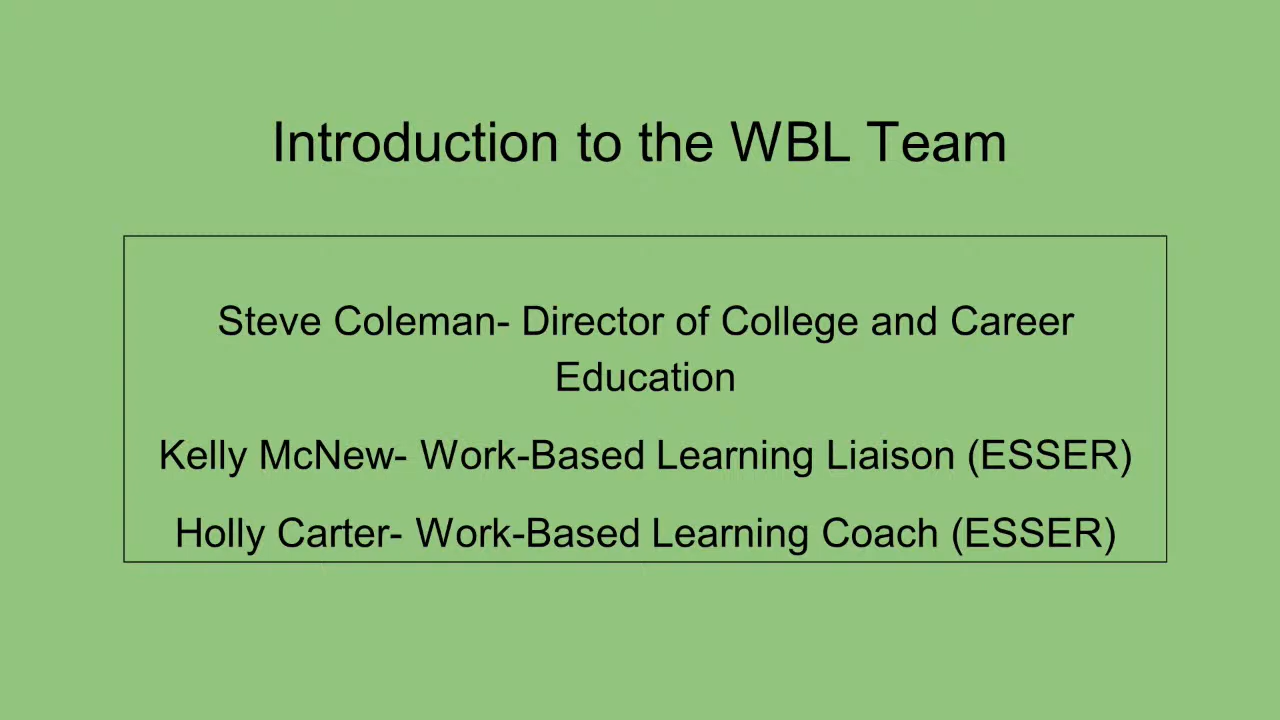 Introduction to the WBL Team
Steve Coleman- Director of College and Career
Education
Kelly McNew- Work-Based Learning Liaison (ESSER)
Holly Carter- Work-Based Learning Coach (ESSER)